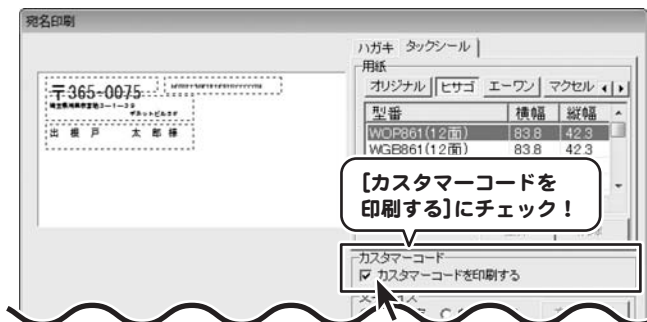 宛名印刷
ハガキ タックシール
用紙
オリジナル ヒサゴ エーワン マクセル
型番 横幅 縦幅
WOP861(12面) 83.8 42.3
WGB861(12面) 83.8 42.3
〒365-0075
出 根 戸 太 郎 様
[カスタマーコードを
印刷する]にチェック！
カスタマーコード
カスタマーコードを印刷する